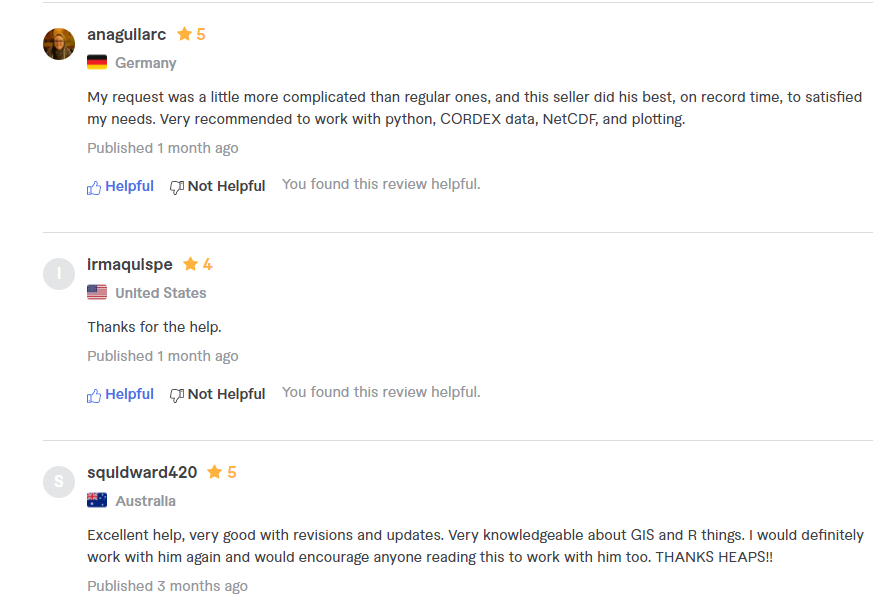 anaguilarc 5
Germany
My request was a little more complicated than regular ones, and this seller did his best, on record time, to satisfied
my needs. Very recommended to work with python, CORDEX data, NetCDF, and plotting.
Published 1 month ago
Helpful Not Helpful You found this review helpful.
I
irmaquispe 4
United States
Thanks for the help.
Published 1 month ago
Helpful Not Helpful You found this review helpful.
S
squidward420 5
Australia
Excellent help, very good with revisions and updates. Very knowledgeable about GIS and R things. I would definitely
work with him again and would encourage anyone reading this to work with him too. THANKS HEAPS!!
Published 3 months ago